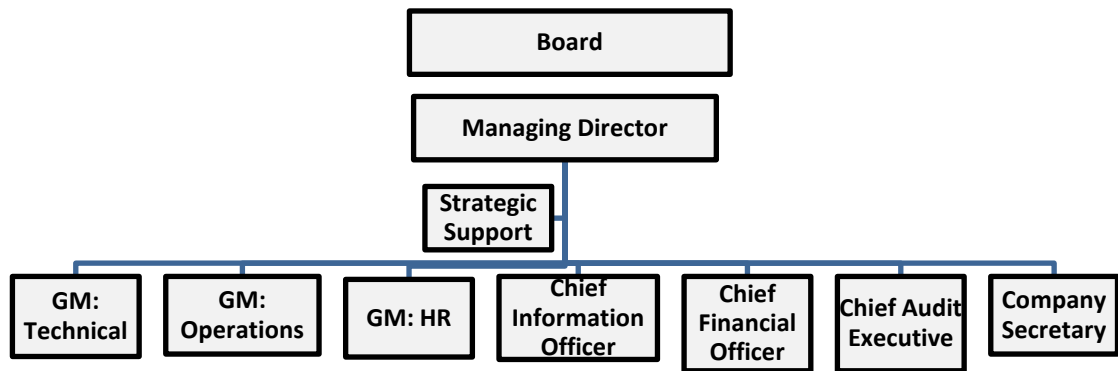 Board
Managing Director
Strategic
Support
GM:
Technical
GM:
Operations
GM: HR
Chief
Information
Officer
Chief
Financial
Officer
Chief Audit
Executive
Company
Secretary